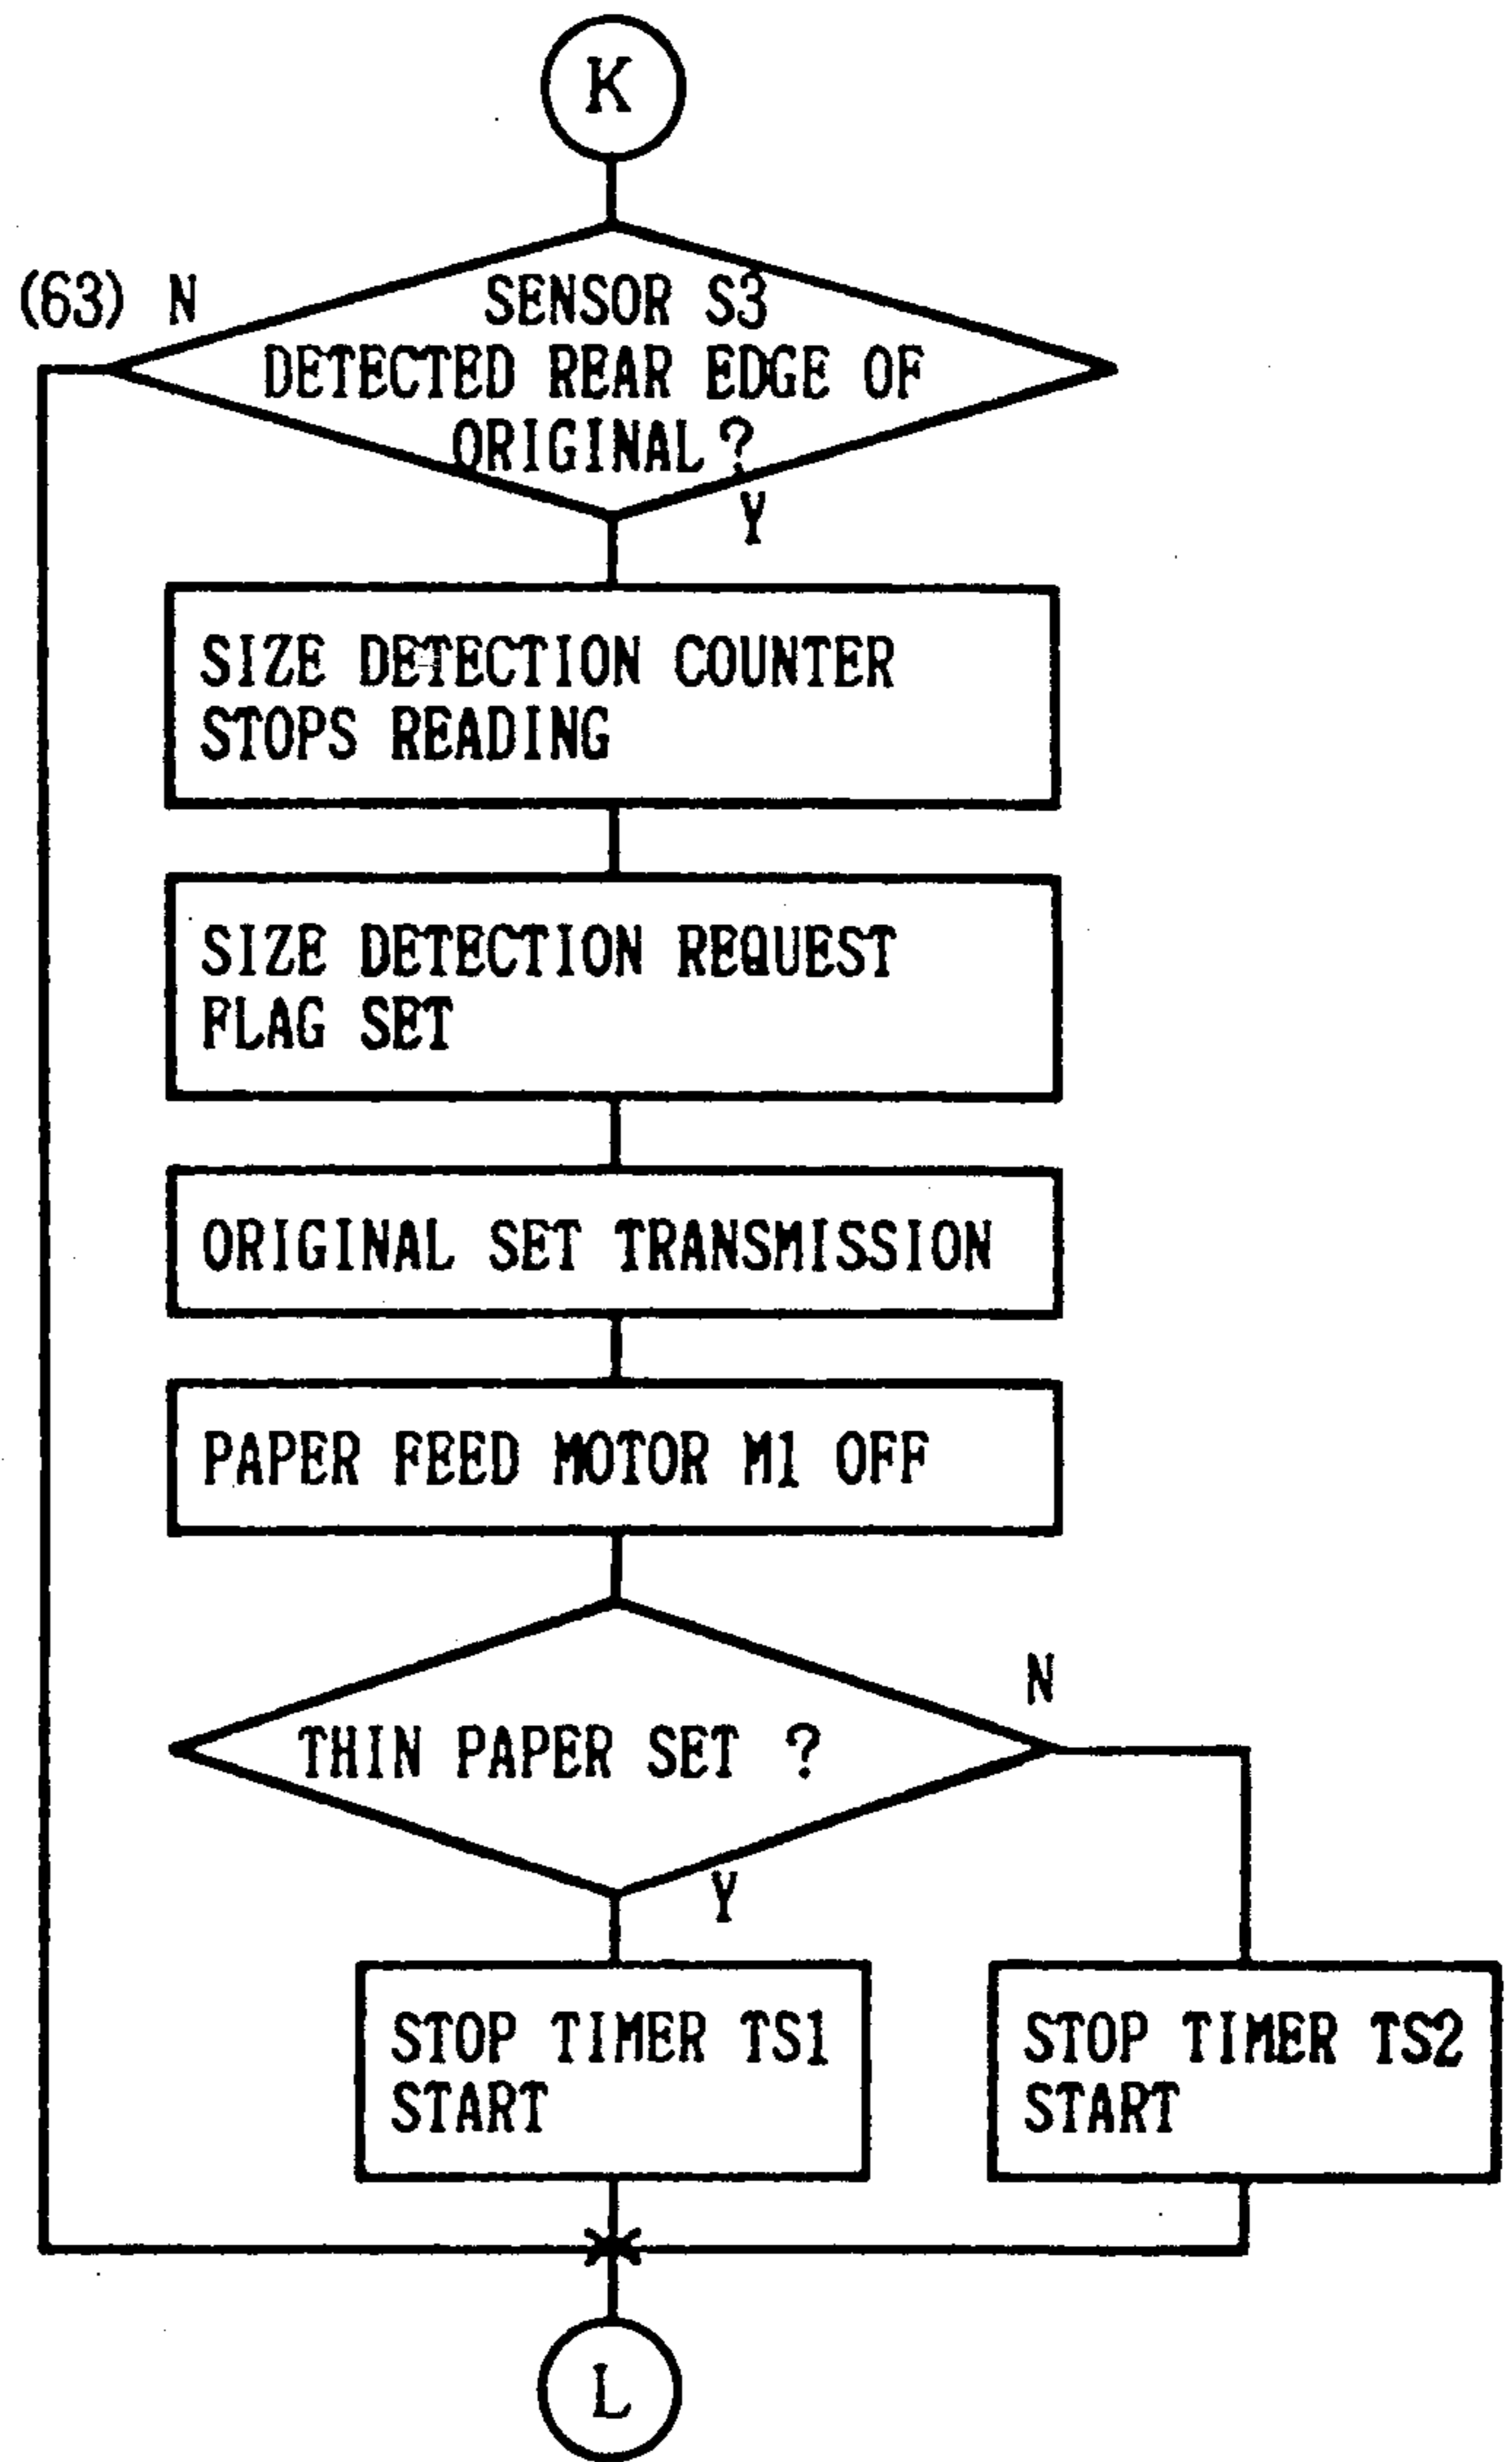 K
(63) N
SENSOR S3
DETECTED REAR EDGE OF
ORIGINAL?
Y
SIZE DETECTION COUNTER
STOPS READING
SIZE DETECTION REQUEST
FLAG SET
ORIGINAL SET TRANSMISSION
PAPER FEED MOTOR M1 OFF
N
THIN PAPER SET ?
Y
STOP TIMER TS1
START
STOP TIMER TS2
START
L